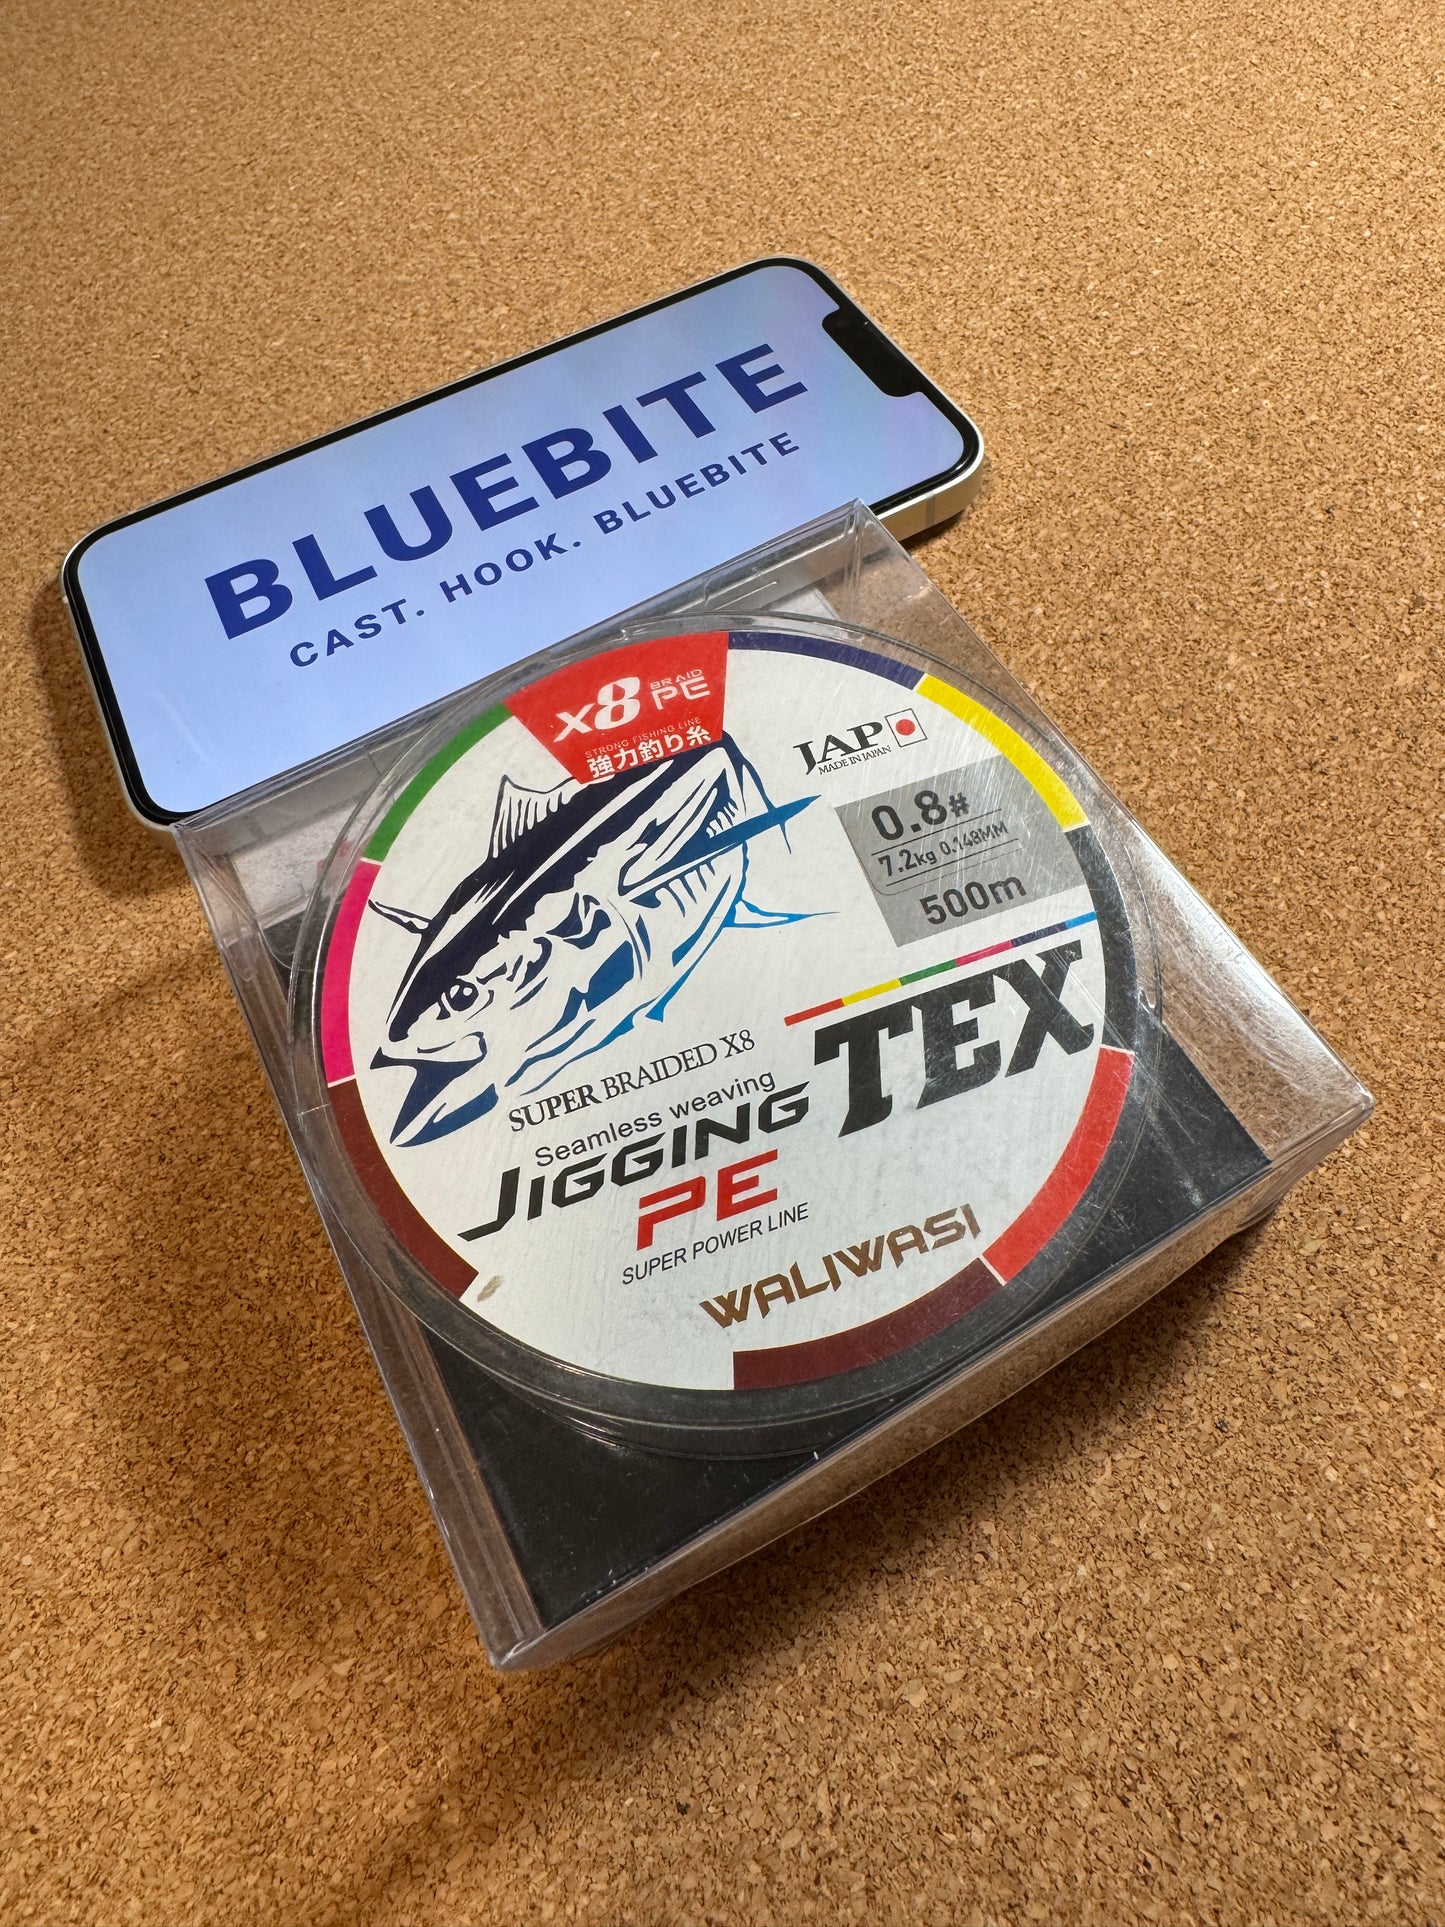 BLUEBITE
CAST. HOOK. BLUEBITE
x8 BRAID PE
STRONG FISHING LINE
強力釣り糸
JAP
MADE IN JAPAN
0.8#
7.2kg 0.148MM
500m
TEX
SUPER BRAIDED X8
Seamless weaving
JIGGING
PE
SUPER POWER LINE
WALIWASI